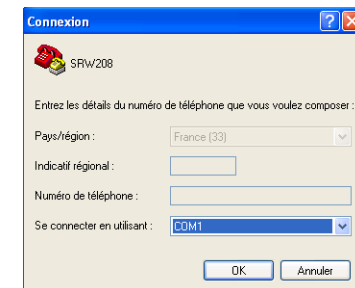 Connexion
SRW208
Entrez les détails du numéro de téléphone que vous voulez composer :
Pays/région :
France (33)
Indicatif régional :
Numéro de téléphone :
Se connecter en utilisant :
COM1
OK
Annuler